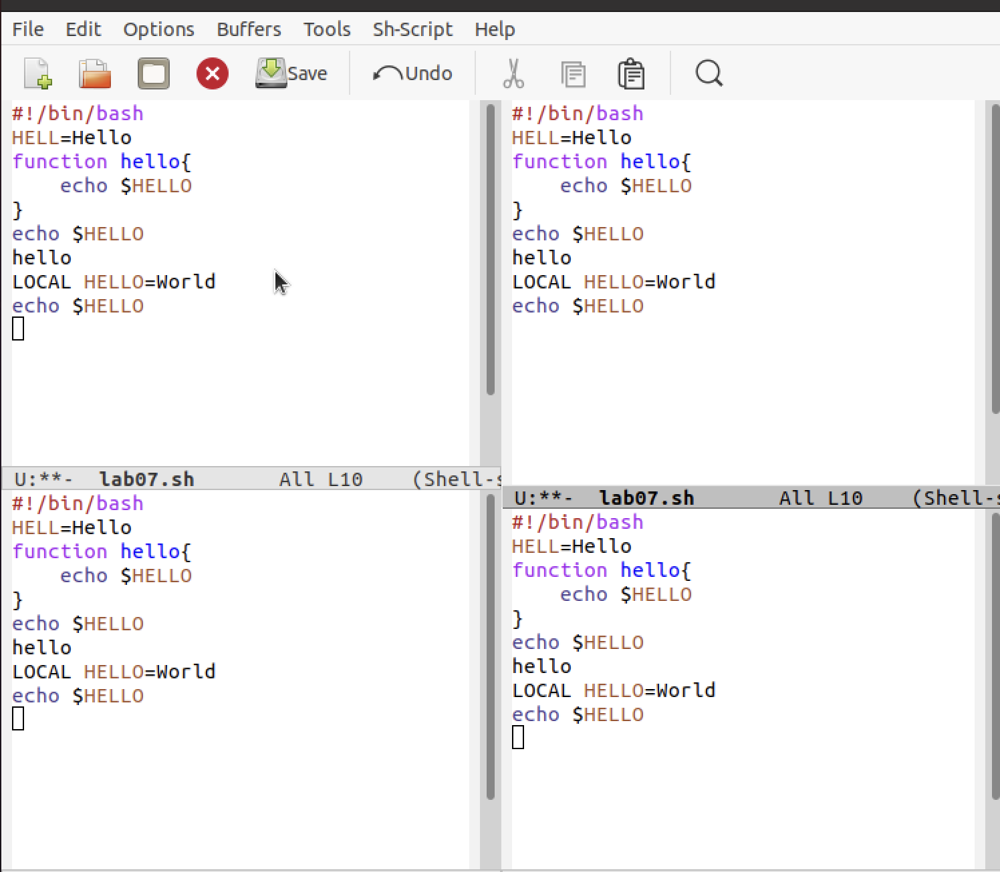 File Edit Options Buffers Tools Sh-Script Help
Save Undo
#!/bin/bash
HELL=Hello
function hello{
    echo $HELLO
}
echo $HELLO
hello
LOCAL HELLO=World
echo $HELLO
U:**-  lab07.sh       All L10    (Shell-s
#!/bin/bash
HELL=Hello
function hello{
    echo $HELLO
}
echo $HELLO
hello
LOCAL HELLO=World
echo $HELLO
#!/bin/bash
HELL=Hello
function hello{
    echo $HELLO
}
echo $HELLO
hello
LOCAL HELLO=World
echo $HELLO
U:**-  lab07.sh       All L10    (Shell-s
#!/bin/bash
HELL=Hello
function hello{
    echo $HELLO
}
echo $HELLO
hello
LOCAL HELLO=World
echo $HELLO